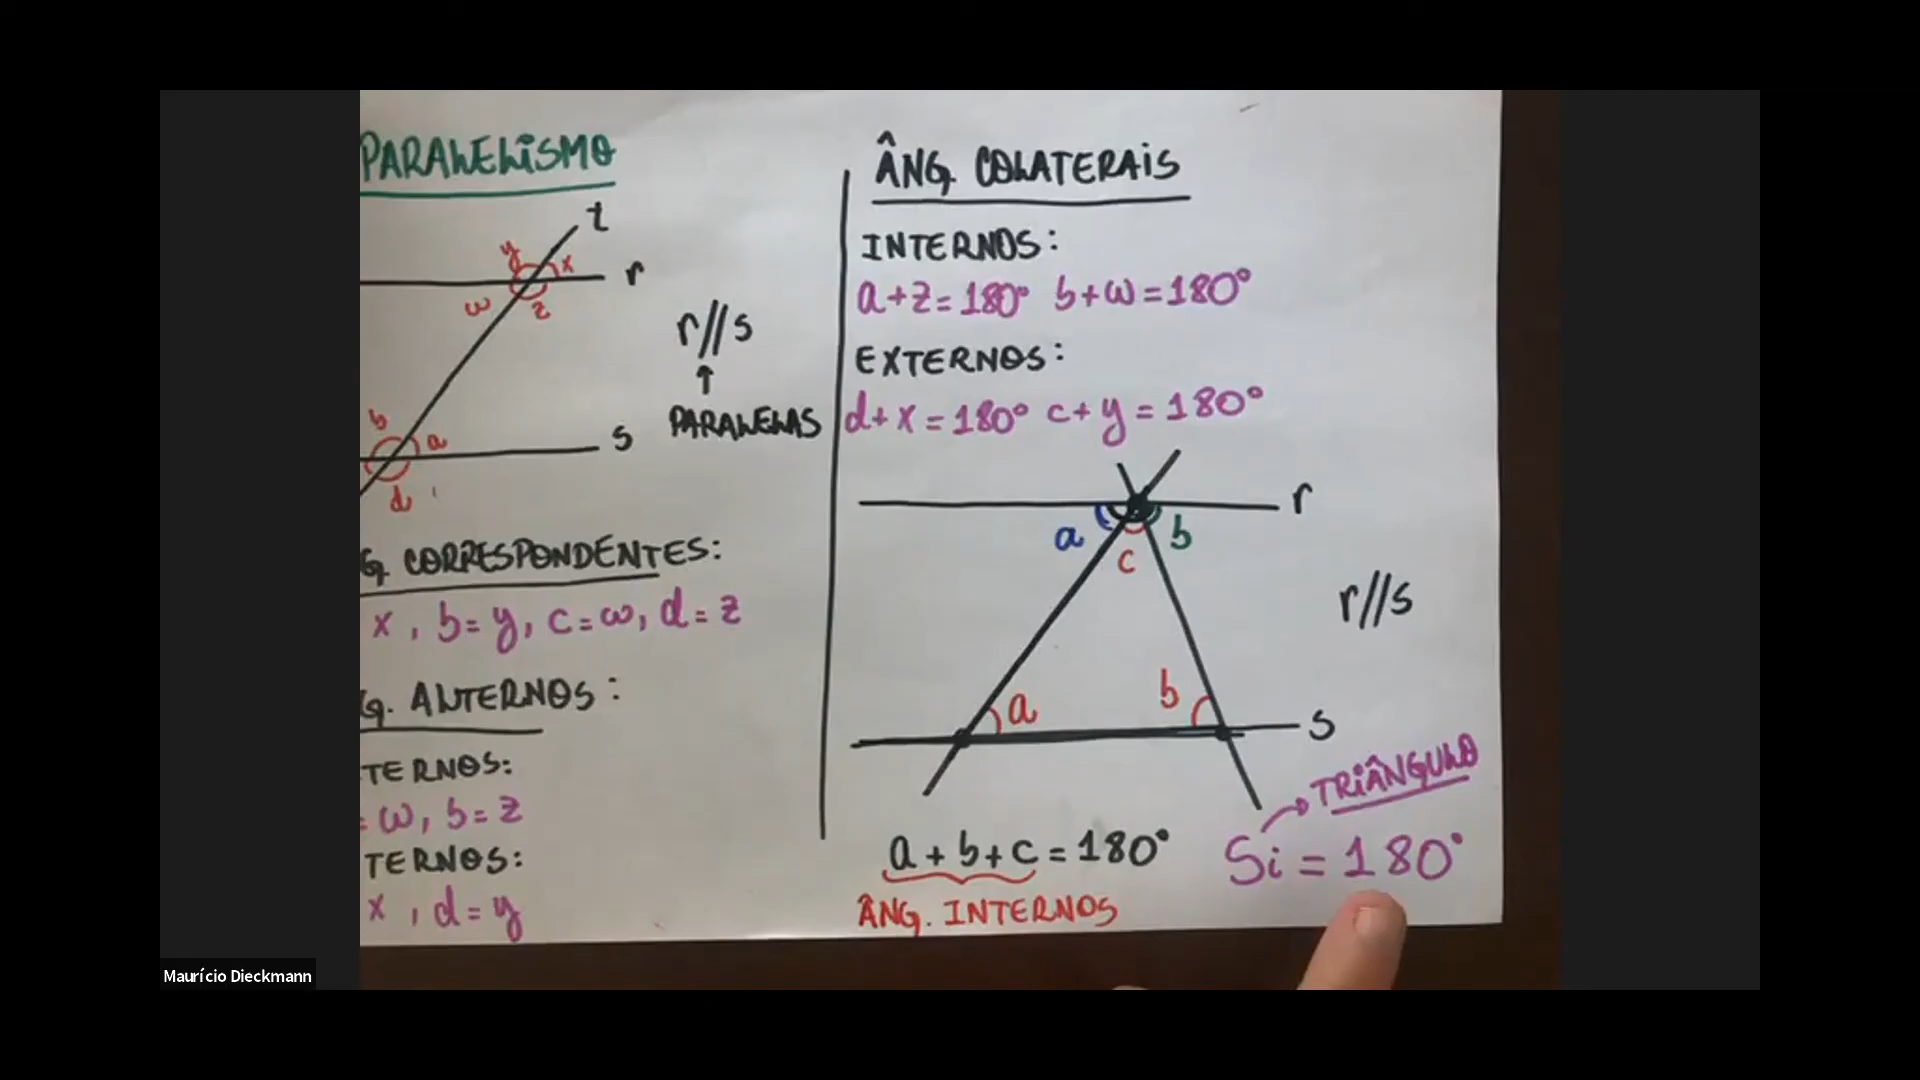 PARALELISMO
t
y
x
r
w
z
r//s
PARALELAS
b
a
s
d
G. CORRESPONDENTES:
x, b=y, c=w, d=z
G. ALTERNOS:
TERNOS:
= w, b=z
TERNOS:
x, d=y
ÂNG. COLATERAIS
INTERNOS:
a+z=180° b+w=180°
EXTERNOS:
d+x=180° c+y=180°
r
a
b
c
r//s
a
b
s
TRIÂNGULO
a+b+c=180°
Si=180°
ÂNG. INTERNOS
Maurício Dieckmann